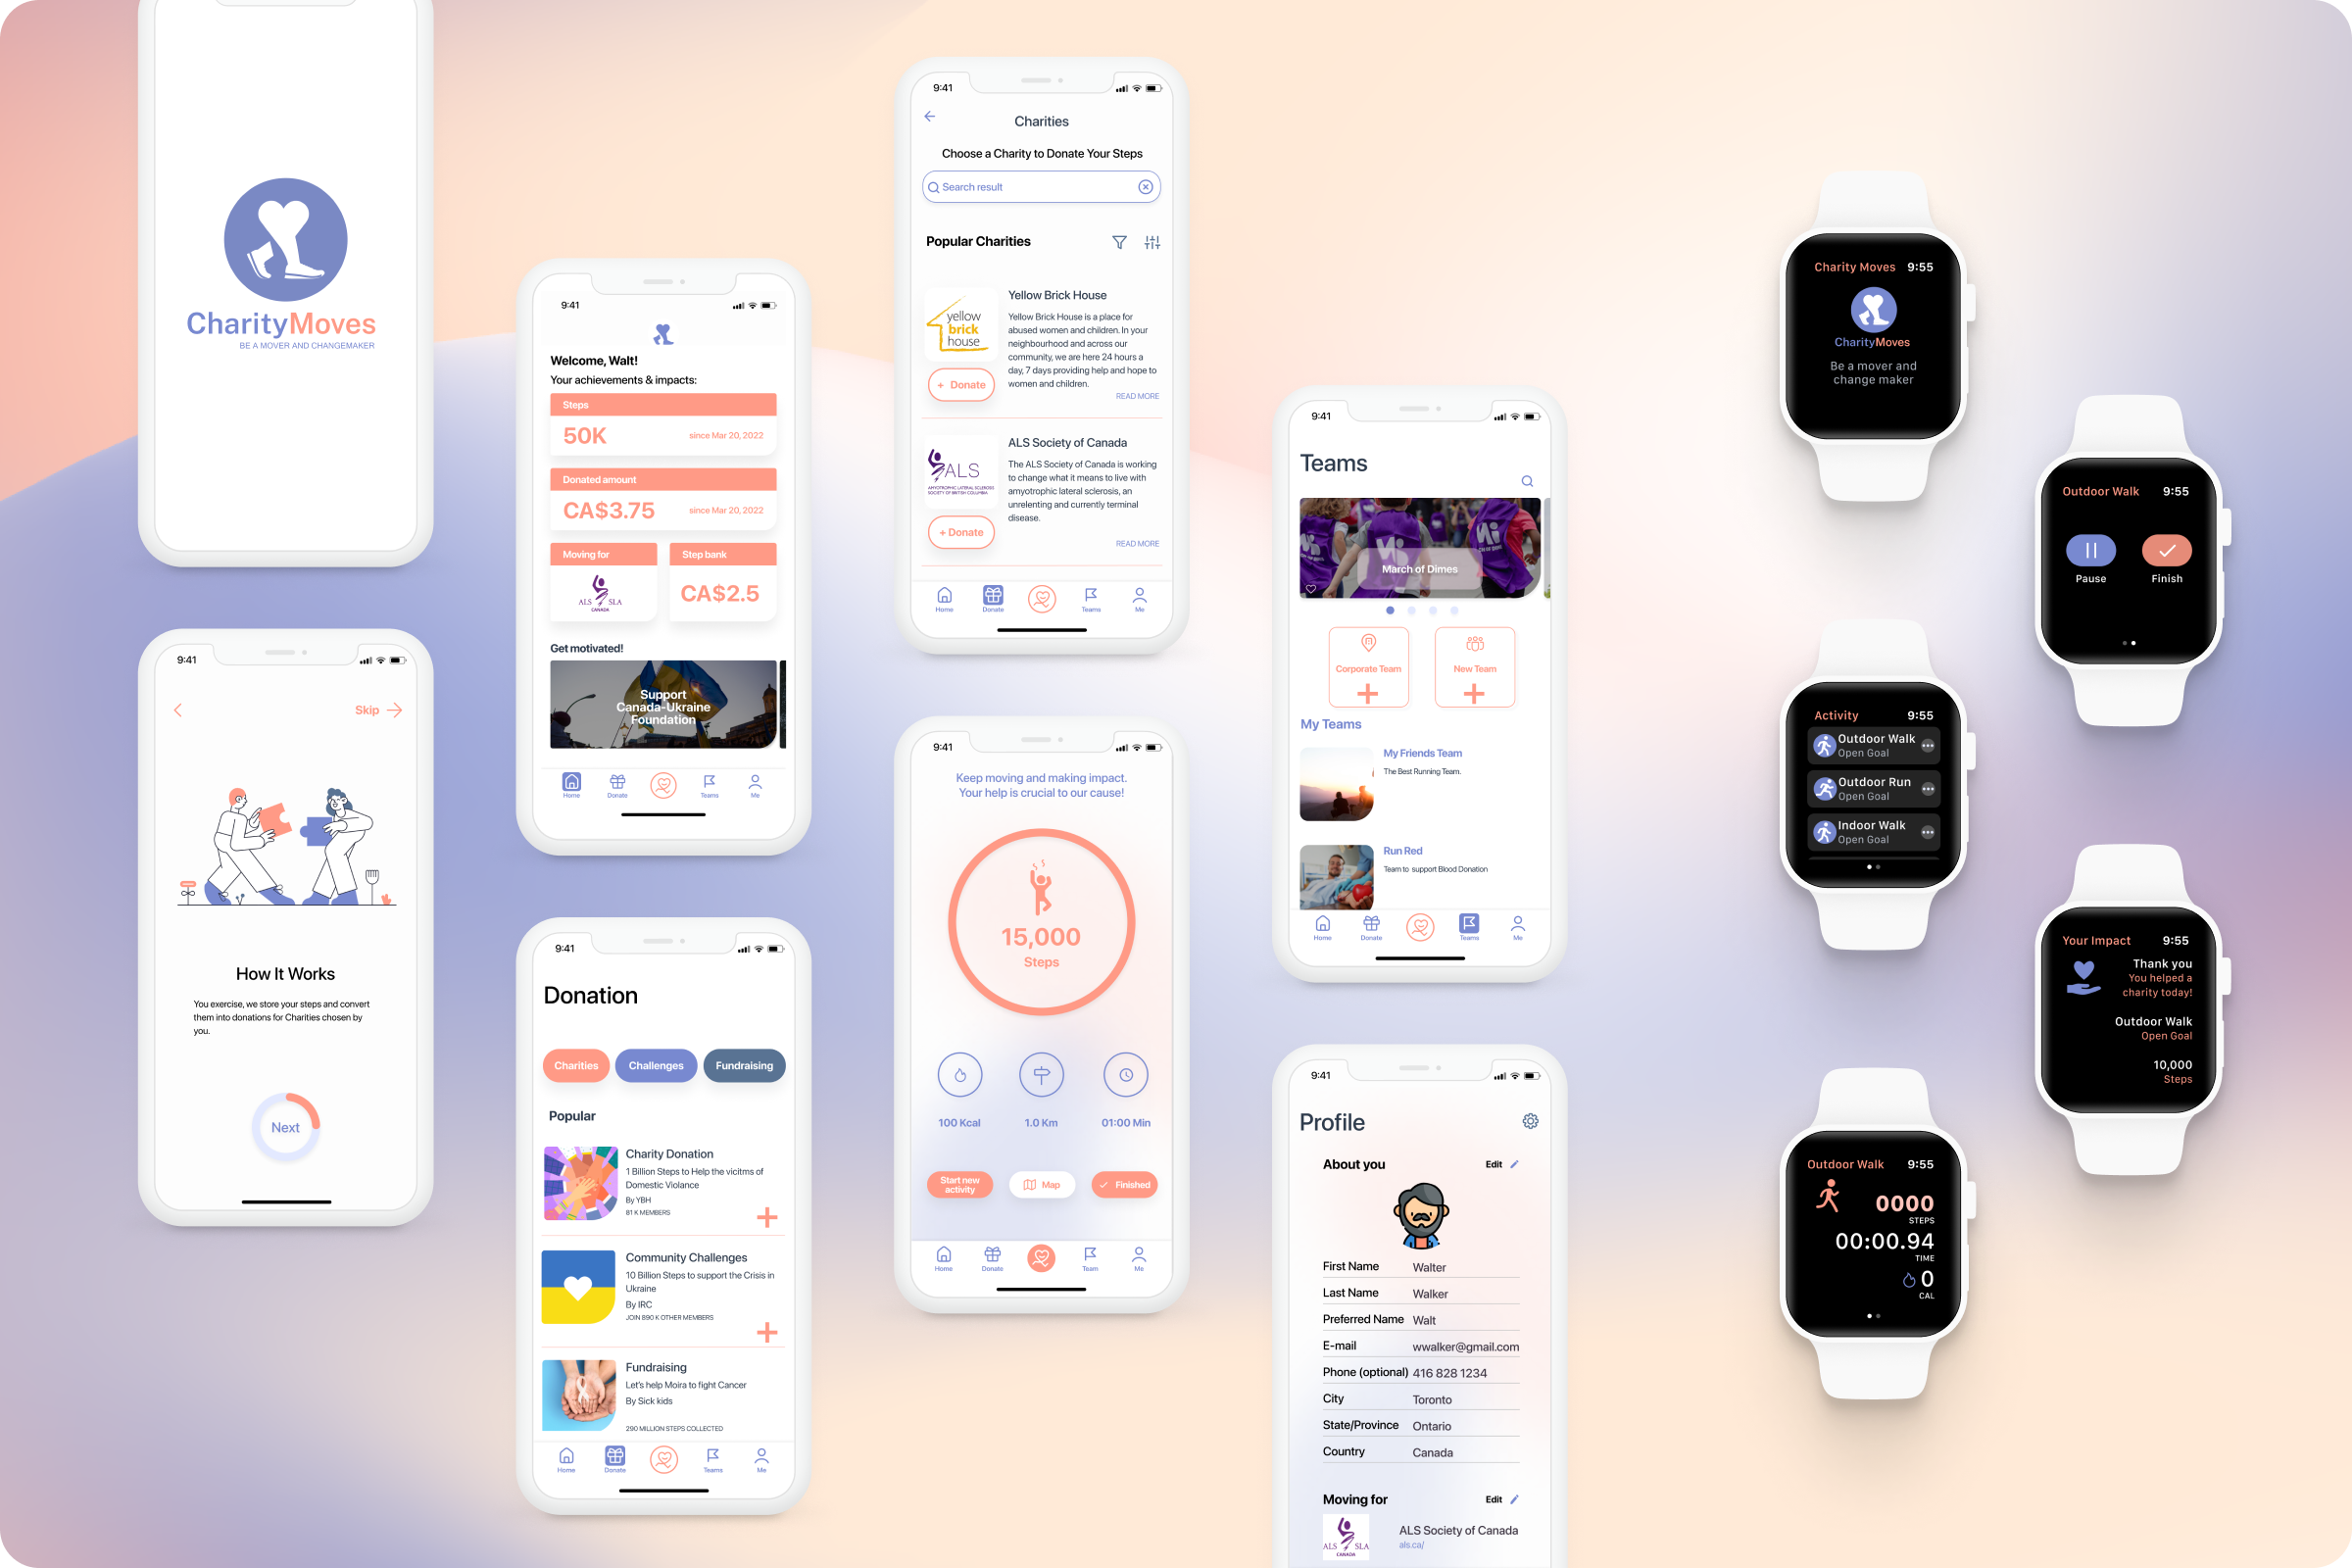 CharityMoves
BE A MOVER AND CHANGEMAKER
9:41
Skip
How It Works
You exercise, we store your steps and convert
them into donations for Charities chosen by
you.
Next
9:41
Welcome, Walt!
Your achievements & impacts:
Steps
50K
since Mar 20, 2022
Donated amount
CA$3.75
since Mar 20, 2022
Moving for
Step bank
ALS SLA
CANADA
CA$2.5
Get motivated!
Support
Canada-Ukraine
Foundation
Home
Donate
Teams
Me
9:41
Donation
Charities
Challenges
Fundraising
Popular
Charity Donation
1 Billion Steps to Help the vicitms of
Domestic Violance
By YBH
81 K MEMBERS
Community Challenges
10 Billion Steps to support the Crisis in
Ukraine
By IRC
JOIN 890 K OTHER MEMBERS
Fundraising
Let's help Moira to fight Cancer
By Sick kids
290 MILLION STEPS COLLECTED
Home
Donate
Teams
Me
9:41
Charities
Choose a Charity to Donate Your Steps
Search result
Popular Charities
yellow
brick
house
+ Donate
Yellow Brick House
Yellow Brick House is a place for
abused women and children. In your
neighbourhood and across our
community, we are here 24 hours a
day, 7 days providing help and hope to
women and children.
READ MORE
ALS
AMYOTROPHIC LATERAL SCLEROSIS
SOCIETY OF BRITISH COLUMBIA
+ Donate
ALS Society of Canada
The ALS Society of Canada is working
to change what it means to live with
amyotrophic lateral sclerosis, an
unrelenting and currently terminal
disease.
READ MORE
Home
Donate
Teams
Me
9:41
Keep moving and making impact.
Your help is crucial to our cause!
15,000
Steps
100 Kcal
1.0 Km
01:00 Min
Start new
activity
Map
Finished
Home
Donate
Team
Me
9:41
Teams
March of Dimes
Corporate Team
New Team
My Teams
My Friends Team
The Best Running Team.
Run Red
Team to support Blood Donation
Home
Donate
Teams
Me
9:41
Profile
About you
Edit
First Name Walter
Last Name Walker
Preferred Name Walt
E-mail wwalker@gmail.com
Phone (optional) 416 828 1234
City Toronto
State/Province Ontario
Country Canada
Moving for
Edit
ALS SLA
CANADA
ALS Society of Canada
als.ca/
Charity Moves 9:55
CharityMoves
Be a mover and
change maker
Outdoor Walk 9:55
Pause
Finish
Activity 9:55
Outdoor Walk
Open Goal
Outdoor Run
Open Goal
Indoor Walk
Open Goal
Your Impact 9:55
Thank you
You helped a
charity today!
Outdoor Walk
Open Goal
10,000
Steps
Outdoor Walk 9:55
0000
STEPS
00:00.94
TIME
0
CAL